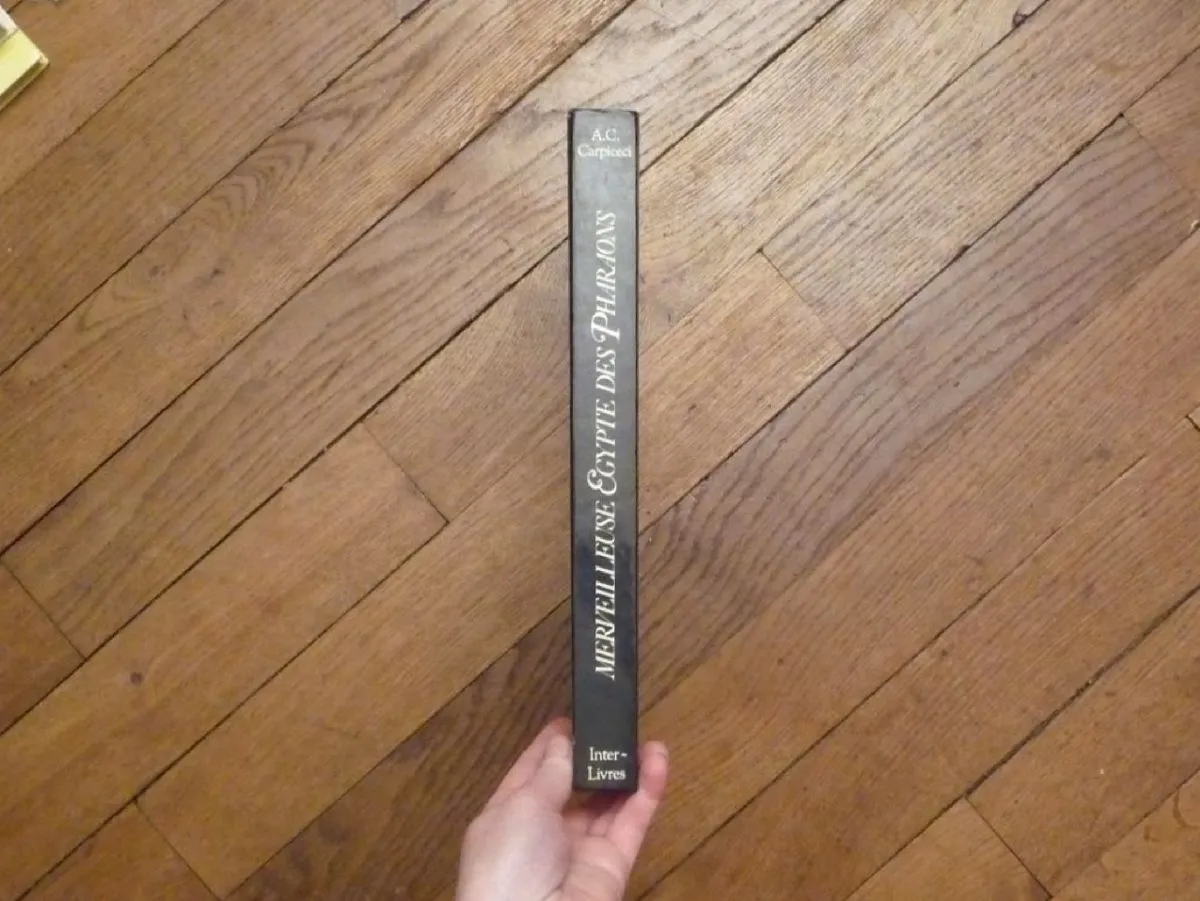 A.C.
Carpiceci
MERVEILLEUSE EGYPTE DES PHARAONS
Inter-
Livres